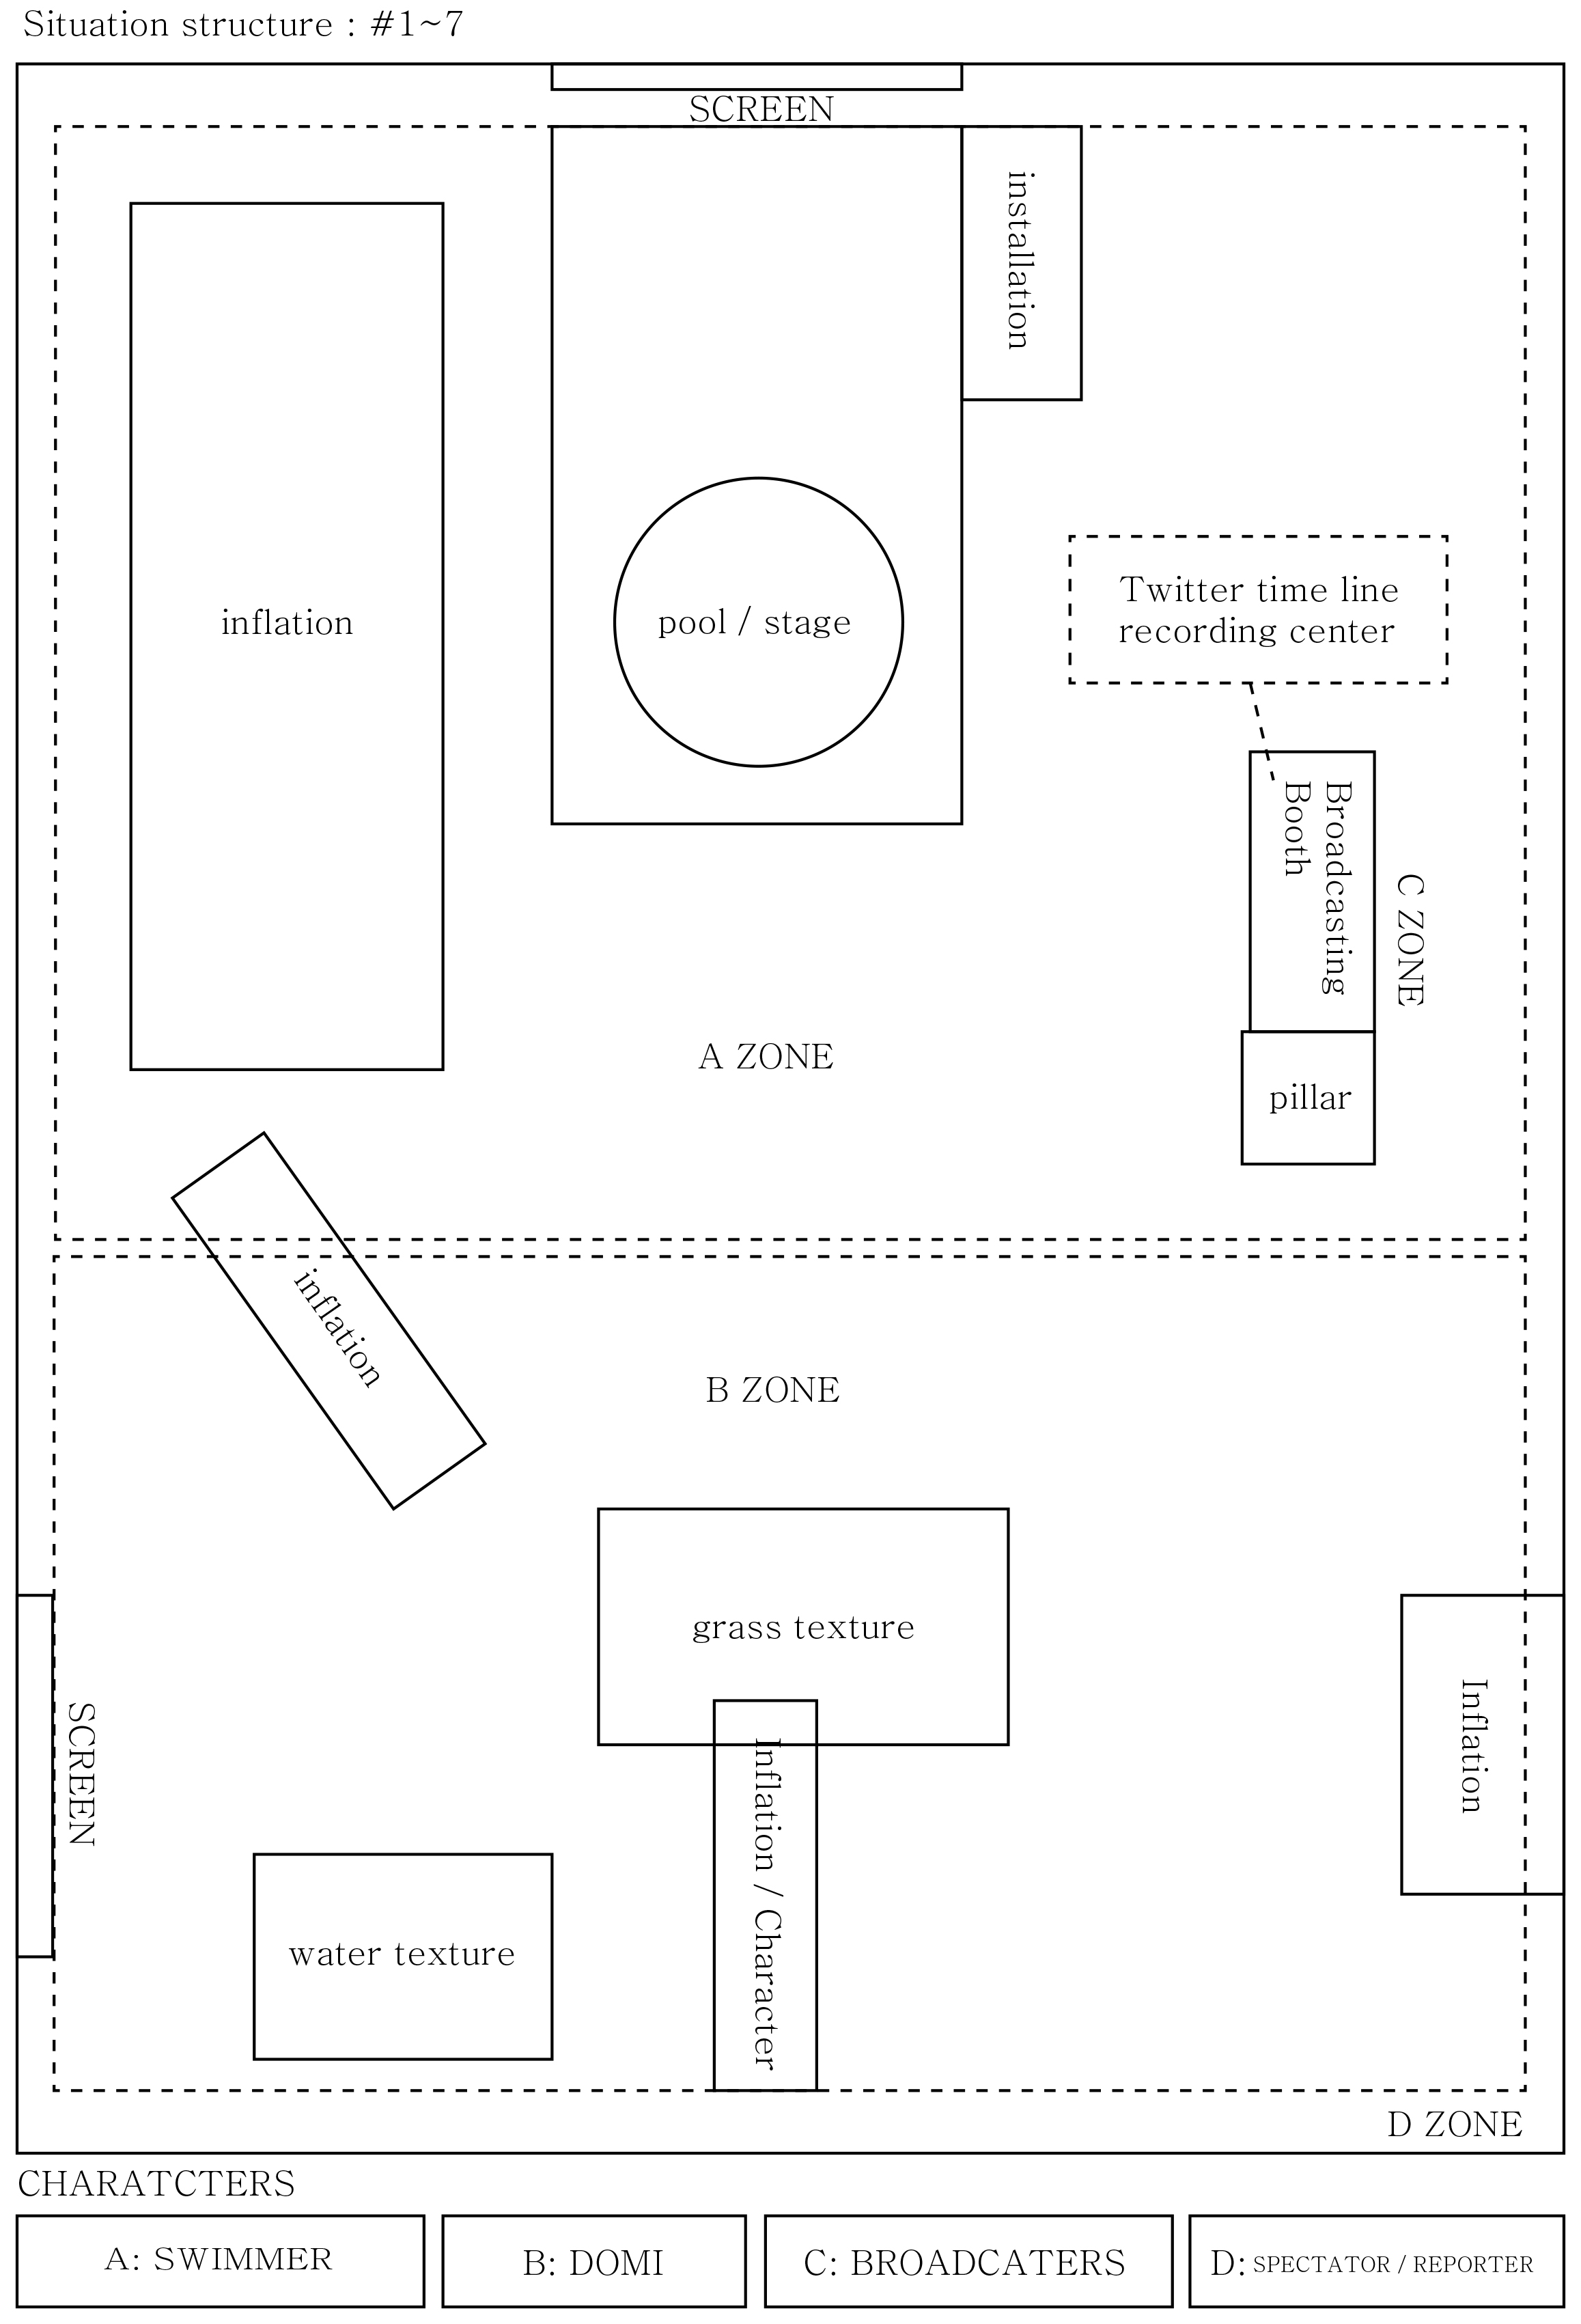 Situation structure : #1~7
SCREEN
installation
inflation
pool / stage
Twitter time line
recording center
Broadcasting
Booth
C ZONE
A ZONE
pillar
inflation
B ZONE
grass texture
Inflation
SCREEN
Inflation / Character
water texture
D ZONE
CHARATCTERS
A: SWIMMER
B: DOMI
C: BROADCATERS
D: SPECTATOR / REPORTER